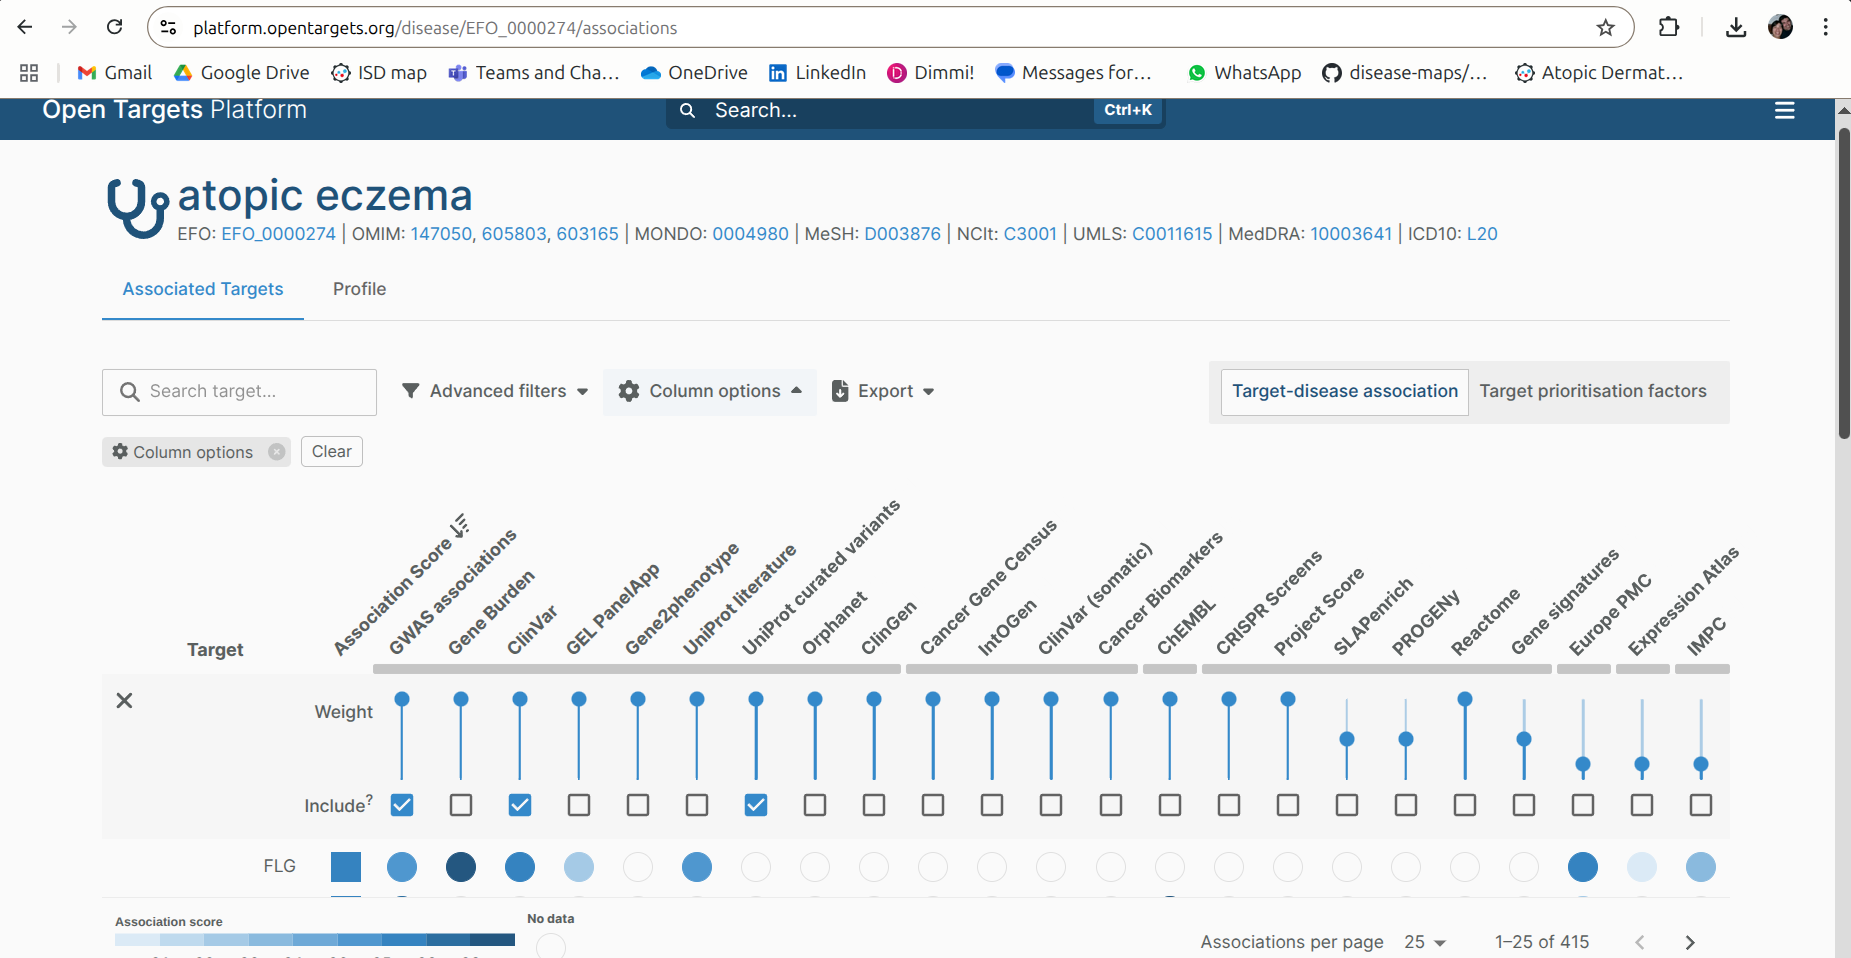 platform.opentargets.org/disease/EFO_0000274/associations
Gmail
Google Drive
ISD map
Teams and Cha...
OneDrive
LinkedIn
Dimmi!
Messages for...
WhatsApp
disease-maps/...
Atopic Dermat...
Open Targets Platform
Search...
Ctrl+K
atopic eczema
EFO: EFO_0000274 | OMIM: 147050, 605803, 603165 | MONDO: 0004980 | MeSH: D003876 | NCIt: C3001 | UMLS: C0011615 | MedDRA: 10003641 | ICD10: L20
Associated Targets
Profile
Search target...
Advanced filters
Column options
Export
Target-disease association
Target prioritisation factors
Column options
Clear
Target
Association Score
GWAS associations
Gene Burden
ClinVar
GEL PanelApp
Gene2phenotype
UniProt literature
UniProt curated variants
Orphanet
ClinGen
Cancer Gene Census
IntOGen
ClinVar (somatic)
Cancer Biomarkers
ChEMBL
CRISPR Screens
Project Score
SLAPenrich
PROGENy
Reactome
Gene signatures
Europe PMC
Expression Atlas
IMPC
Weight
Include?
FLG
Association score
No data
Associations per page
25
1–25 of 415